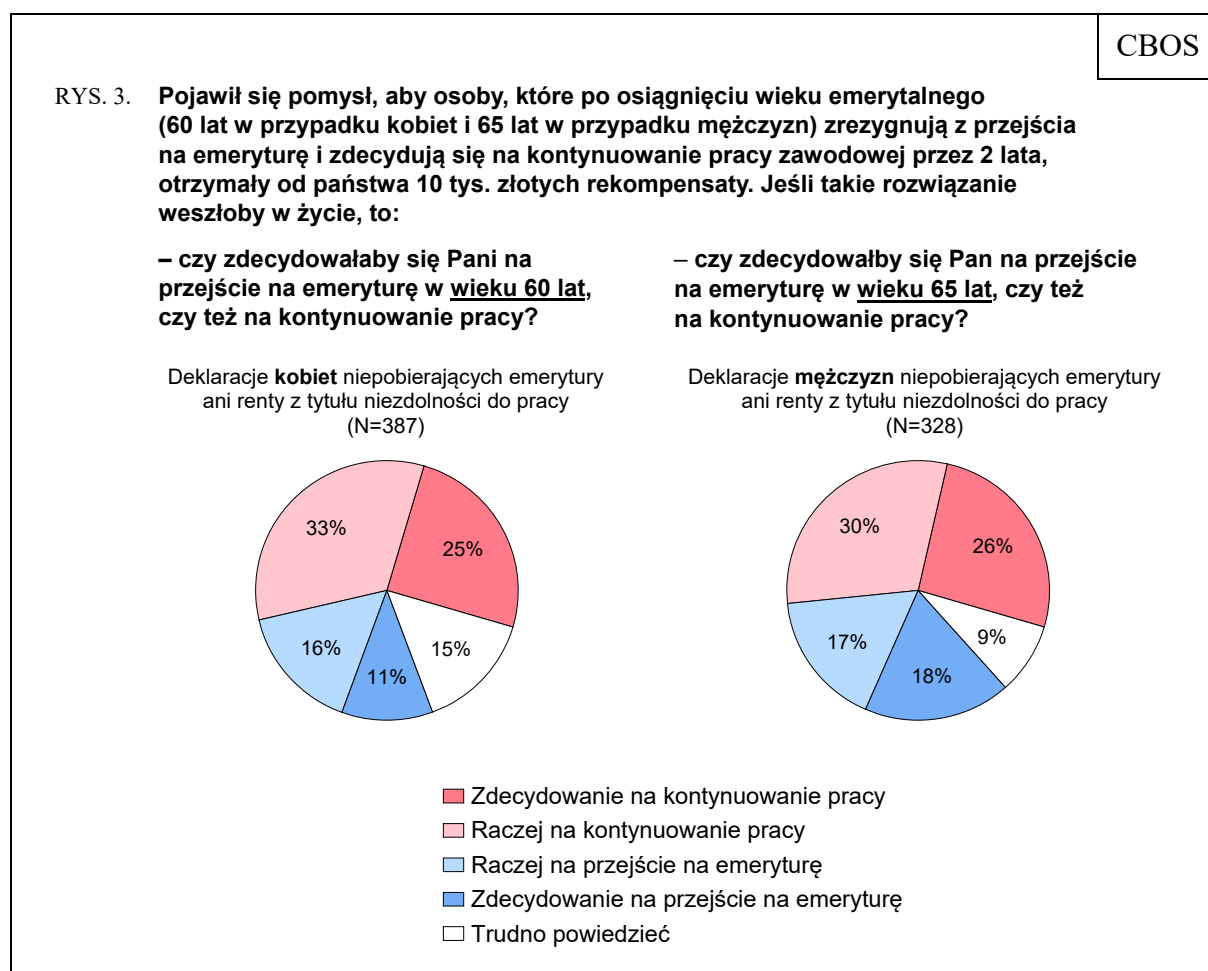 CBOS
RYS. 3. Pojawił się pomysł, aby osoby, które po osiągnięciu wieku emerytalnego
(60 lat w przypadku kobiet i 65 lat w przypadku mężczyzn) zrezygnują z przejścia
na emeryturę i zdecydują się na kontynuowanie pracy zawodowej przez 2 lata,
otrzymały od państwa 10 tys. złotych rekompensaty. Jeśli takie rozwiązanie
weszłoby w życie, to:
– czy zdecydowałaby się Pani na
przejście na emeryturę w wieku 60 lat,
czy też na kontynuowanie pracy?
– czy zdecydowałby się Pan na przejście
na emeryturę w wieku 65 lat, czy też
na kontynuowanie pracy?
Deklaracje kobiet niepobierających emerytury
ani renty z tytułu niezdolności do pracy
(N=387)
Deklaracje mężczyzn niepobierających emerytury
ani renty z tytułu niezdolności do pracy
(N=328)
33%
25%
16%
11%
15%
30%
26%
17%
18%
9%
Zdecydowanie na kontynuowanie pracy
Raczej na kontynuowanie pracy
Raczej na przejście na emeryturę
Zdecydowanie na przejście na emeryturę
Trudno powiedzieć